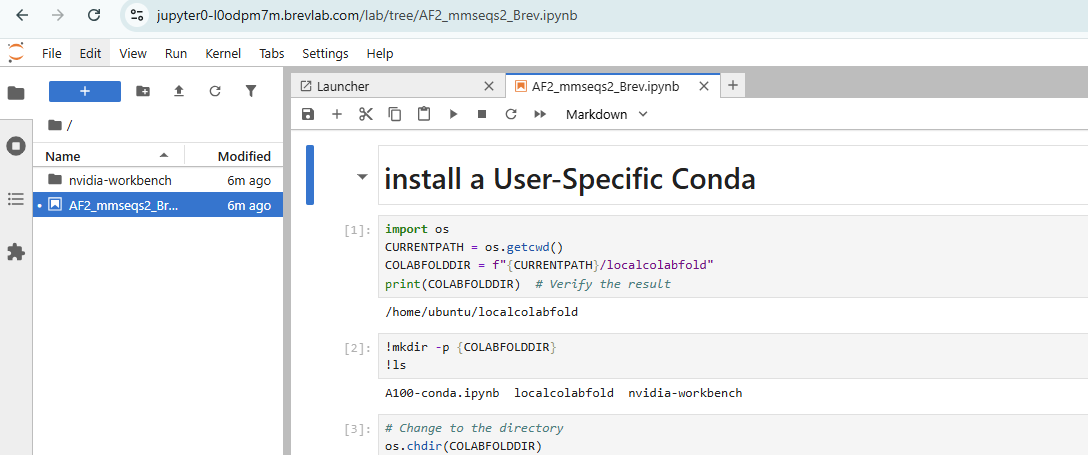 jupyter0-l0odpm7m.brevlab.com/lab/tree/AF2_mmseqs2_Brev.ipynb
File Edit View Run Kernel Tabs Settings Help
Launcher
AF2_mmseqs2_Brev.ipynb
Markdown
/
Name Modified
nvidia-workbench 6m ago
AF2_mmseqs2_Br... 6m ago
install a User-Specific Conda
[1]:
import os
CURRENTPATH = os.getcwd()
COLABFOLDDIR = f"{CURRENTPATH}/localcolabfold"
print(COLABFOLDDIR)  # Verify the result
/home/ubuntu/localcolabfold
[2]:
!mkdir -p {COLABFOLDDIR}
!ls
A100-conda.ipynb  localcolabfold  nvidia-workbench
[3]:
# Change to the directory
os.chdir(COLABFOLDDIR)